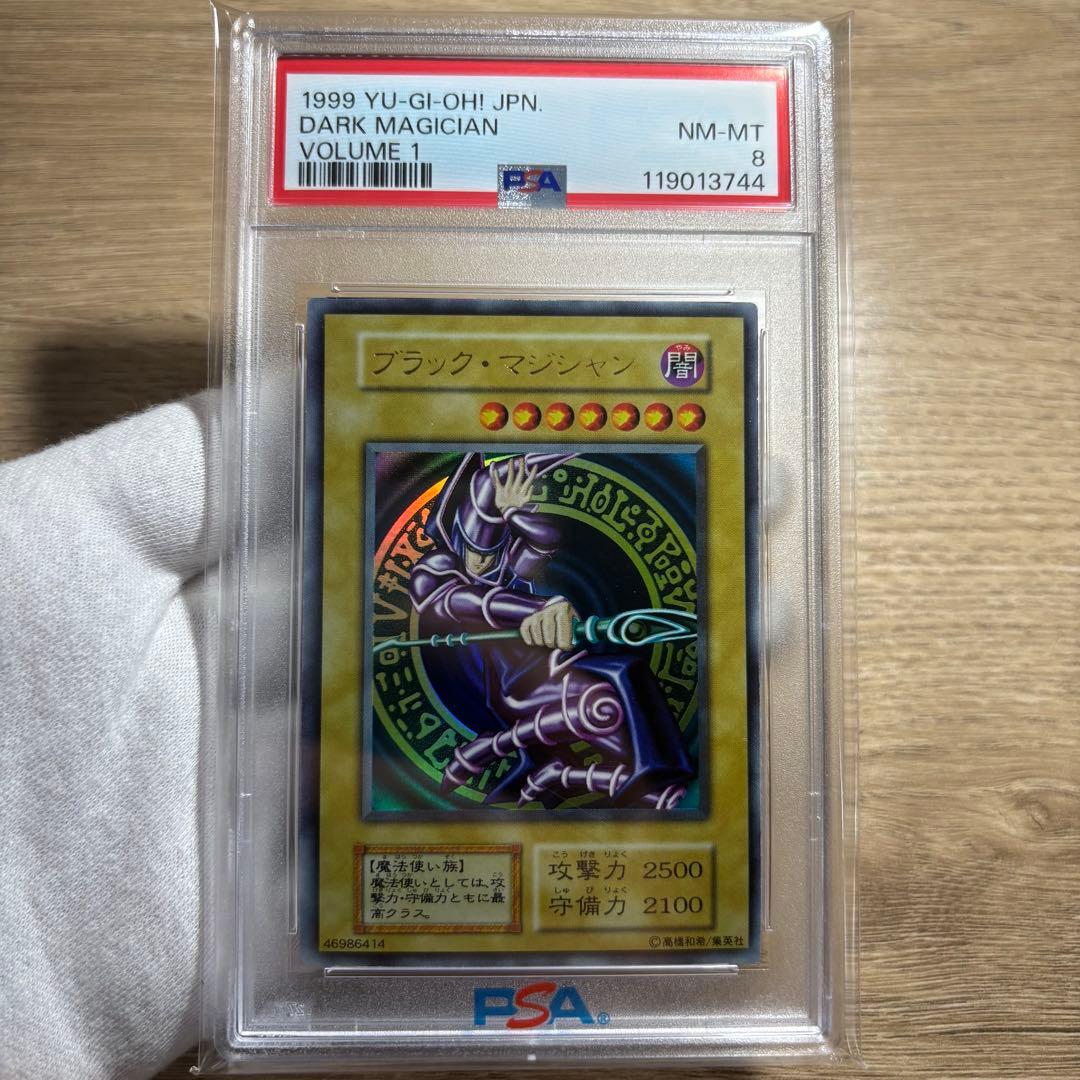 1999 YU-GI-OH! JPN.
DARK MAGICIAN
NM-MT
VOLUME 1
8
PSA
119013744
ブラック・マジシャン
やみ
闇
【魔法使い族】
魔法使いとしては、攻
撃力・守備力ともに最
高クラス。
こう げき りょく
攻撃力 2500
しゅ び りょく
守備力 2100
46986414
©高橋和希/集英社
PSA®